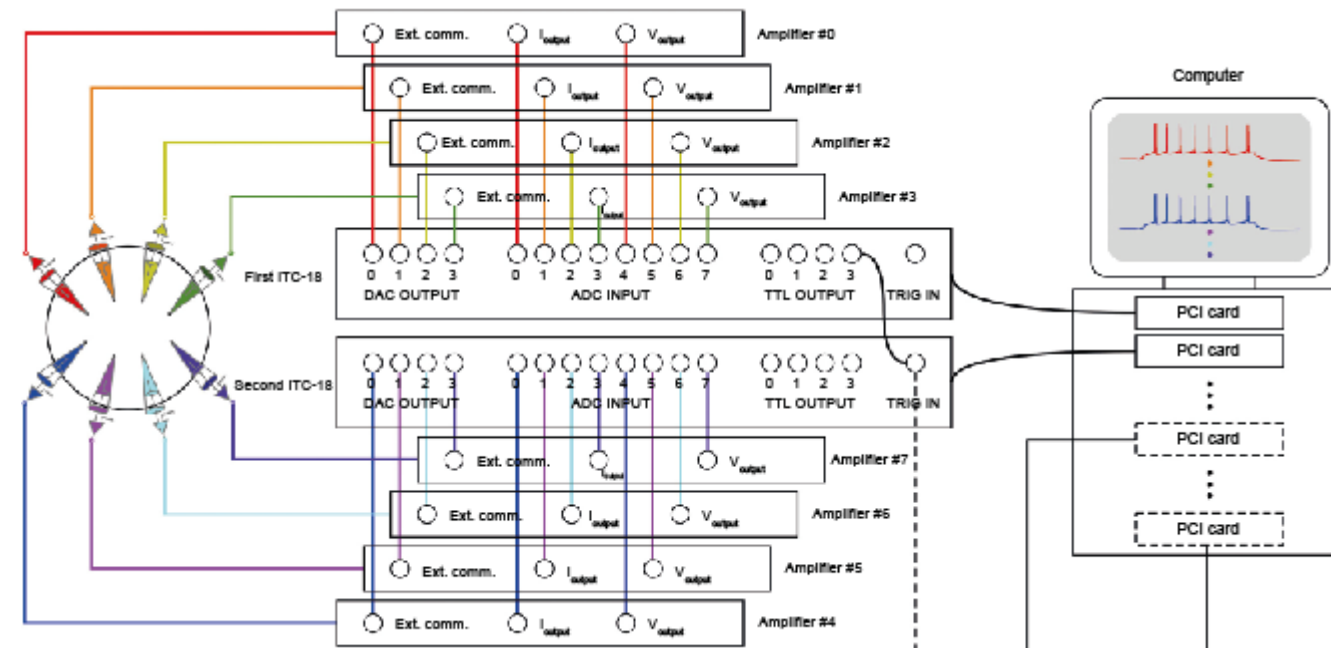 Ext. comm. Ioutput Voutput Amplifier #0
Computer
Ext. comm. Ioutput Voutput Amplifier #1
Ext. comm. Ioutput Voutput Amplifier #2
Ext. comm. Ioutput Voutput Amplifier #3
First ITC-18
0 1 2 3 0 1 2 3 4 5 6 7 0 1 2 3
DAC OUTPUT ADC INPUT TTL OUTPUT TRIG IN
PCI card
PCI card
Second ITC-18
0 1 2 3 0 1 2 3 4 5 6 7 0 1 2 3
DAC OUTPUT ADC INPUT TTL OUTPUT TRIG IN
PCI card
Ext. comm. Ioutput Voutput Amplifier #7
Ext. comm. Ioutput Voutput Amplifier #6
PCI card
Ext. comm. Ioutput Voutput Amplifier #5
Ext. comm. Ioutput Voutput Amplifier #4